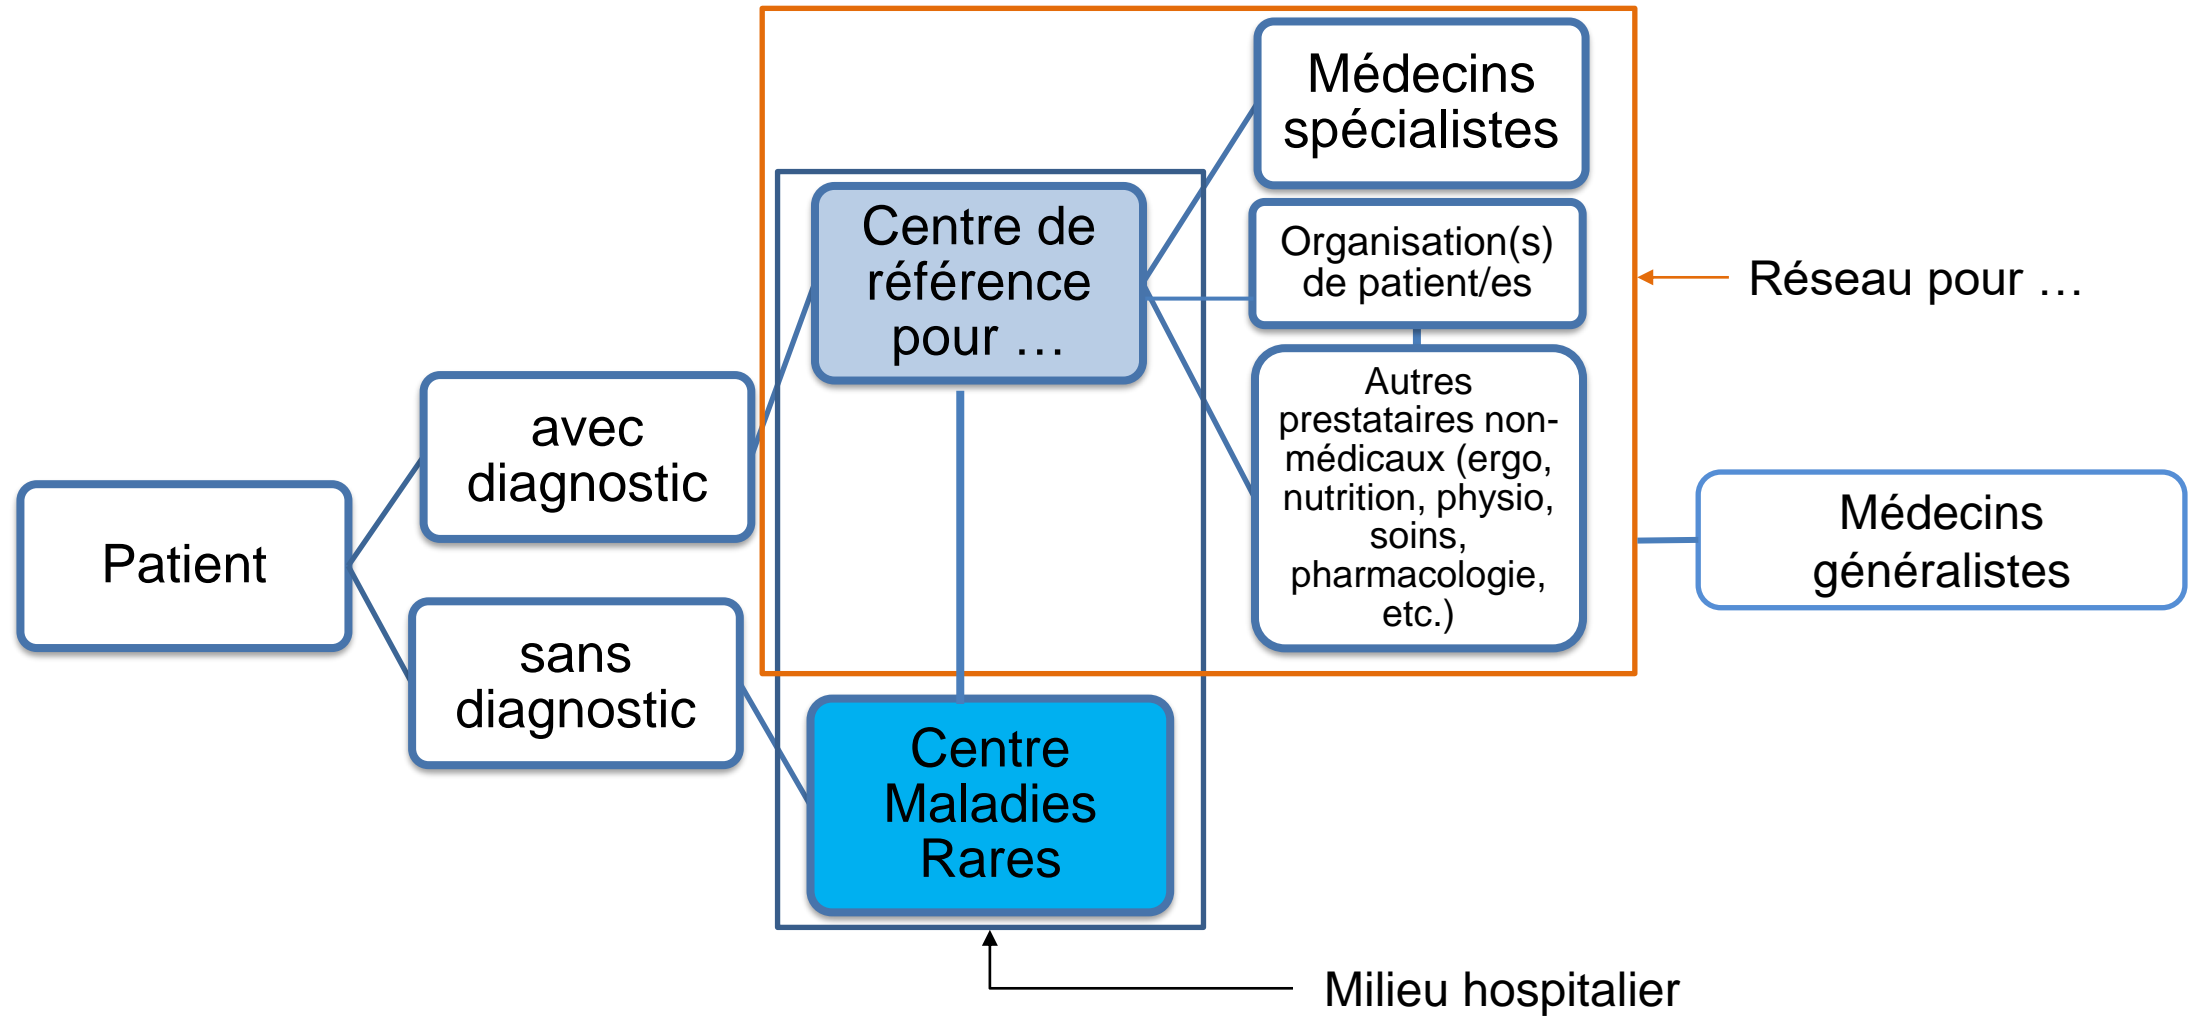 Patient
avec
diagnostic
sans
diagnostic
Centre de
référence
pour …
Centre
Maladies
Rares
Médecins
spécialistes
Organisation(s)
de patient/es
Autres
prestataires non-
médicaux (ergo,
nutrition, physio,
soins,
pharmacologie,
etc.)
Réseau pour …
Médecins
généralistes
Milieu hospitalier